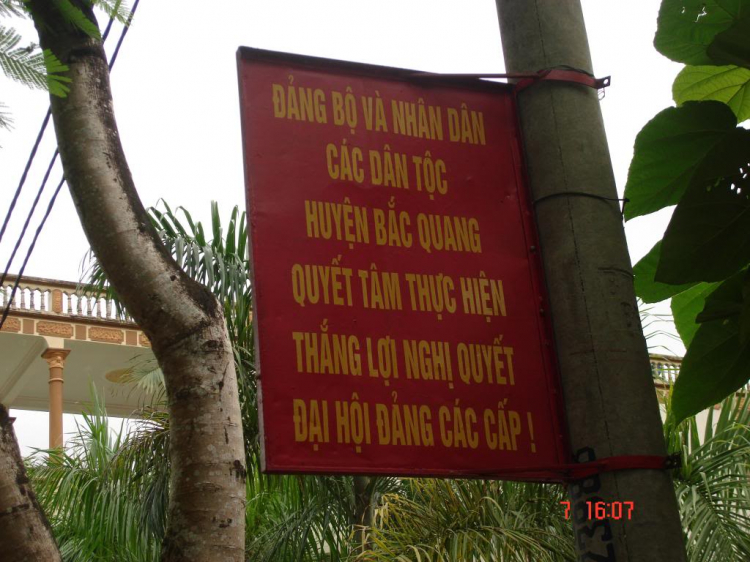 ĐẢNG BỘ VÀ NHÂN DÂN
CÁC DÂN TỘC
HUYỆN BẮC QUANG
QUYẾT TÂM THỰC HIỆN
THẮNG LỢI NGHỊ QUYẾT
ĐẠI HỘI ĐẢNG CÁC CẤP !
7 16:07